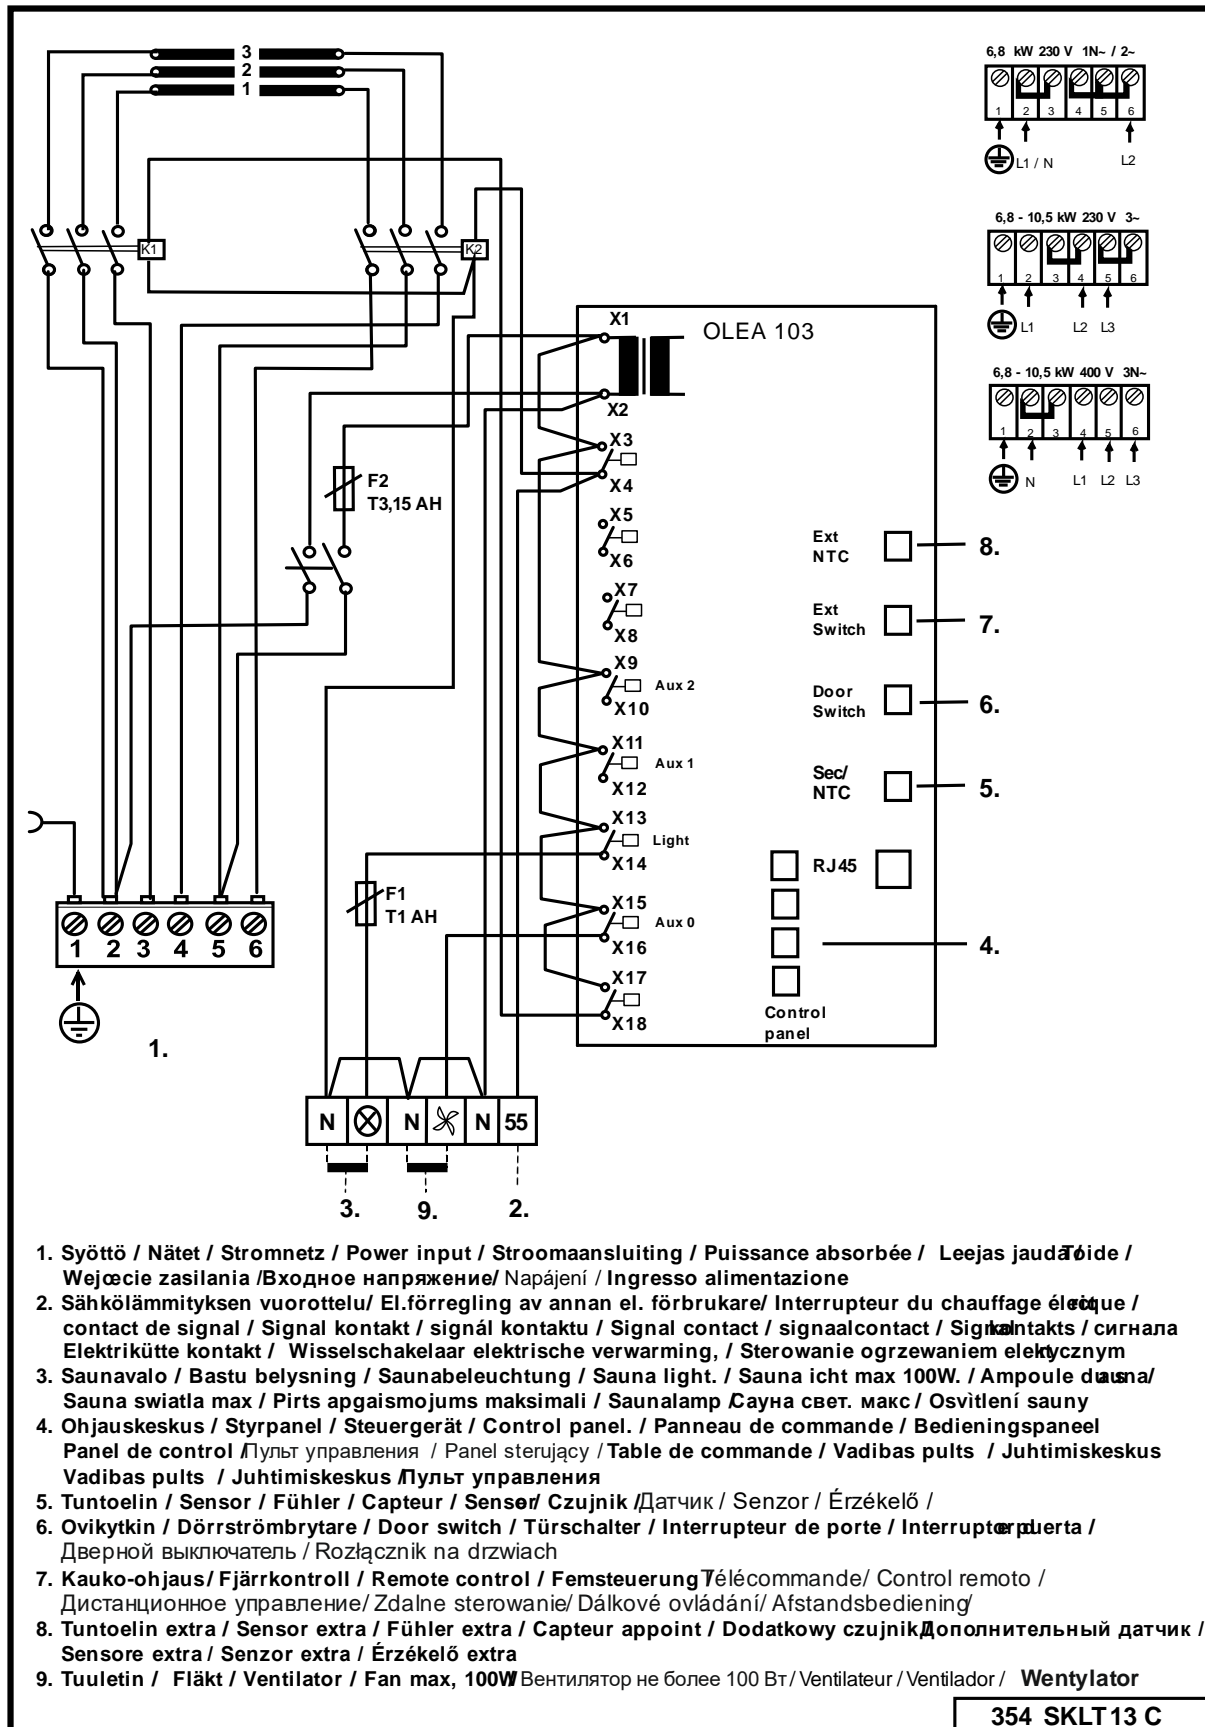 3
2
1
K1
K2
6,8 kW 230 V 1N~ / 2~
1 2 3 4 5 6
L1 / N L2
6,8 - 10,5 kW 230 V 3~
1 2 3 4 5 6
L1 L2 L3
6,8 - 10,5 kW 400 V 3N~
1 2 3 4 5 6
N L1 L2 L3
OLEA 103
X1
X2
X3
X4
X5
X6
X7
X8
X9
Aux 2
X10
X11
Aux 1
X12
X13
Light
X14
X15
Aux 0
X16
X17
X18
F2
T3,15 AH
F1
T1 AH
Ext
NTC
8.
Ext
Switch
7.
Door
Switch
6.
Sec/
NTC
5.
RJ45
4.
Control
panel
1 2 3 4 5 6
1.
N N N 55
3. 9. 2.
1. Syöttö / Nätet / Stromnetz / Power input / Stroomaansluiting / Puissance absorbée / Leejas jauda / Toide /
Wejœcie zasilania /Входное напряжение/ Napájení / Ingresso alimentazione
2. Sähkölämmityksen vuorottelu/ El.förregling av annan el. förbrukare/ Interrupteur du chauffage électrique /
contact de signal / Signal kontakt / signál kontaktu / Signal contact / signaalcontact / Signalkontakts / сигнала
Elektrikütte kontakt / Wisselschakelaar elektrische verwarming, / Sterowanie ogrzewaniem elektycznym
3. Saunavalo / Bastu belysning / Saunabeleuchtung / Sauna light. / Sauna icht max 100W. / Ampoule du sauna/
Sauna swiatla max / Pirts apgaismojums maksimali / Saunalamp /Сауна свет. макс / Osvìtlení sauny
4. Ohjauskeskus / Styrpanel / Steuergerät / Control panel. / Panneau de commande / Bedieningspaneel
Panel de control /Пульт управления / Panel sterujący / Table de commande / Vadibas pults / Juhtimiskeskus
Vadibas pults / Juhtimiskeskus /Пульт управления
5. Tuntoelin / Sensor / Fühler / Capteur / Sensor/ Czujnik /Датчик / Senzor / Érzékelő /
6. Ovikytkin / Dörrströmbrytare / Door switch / Türschalter / Interrupteur de porte / Interruptor puerta /
Дверной выключатель / Rozłącznik na drzwiach
7. Kauko-ohjaus/ Fjärrkontroll / Remote control / Femsteuerung/Télécommande/ Control remoto /
Дистанционное управление/ Zdalne sterowanie/ Dálkové ovládání/ Afstandsbediening/
8. Tuntoelin extra / Sensor extra / Fühler extra / Capteur appoint / Dodatkowy czujnik/Дополнительный датчик /
Sensore extra / Senzor extra / Érzékelő extra
9. Tuuletin / Fläkt / Ventilator / Fan max, 100W/ Вентилятор не более 100 Вт/ Ventilateur / Ventilador / Wentylator
354 SKLT 13 C